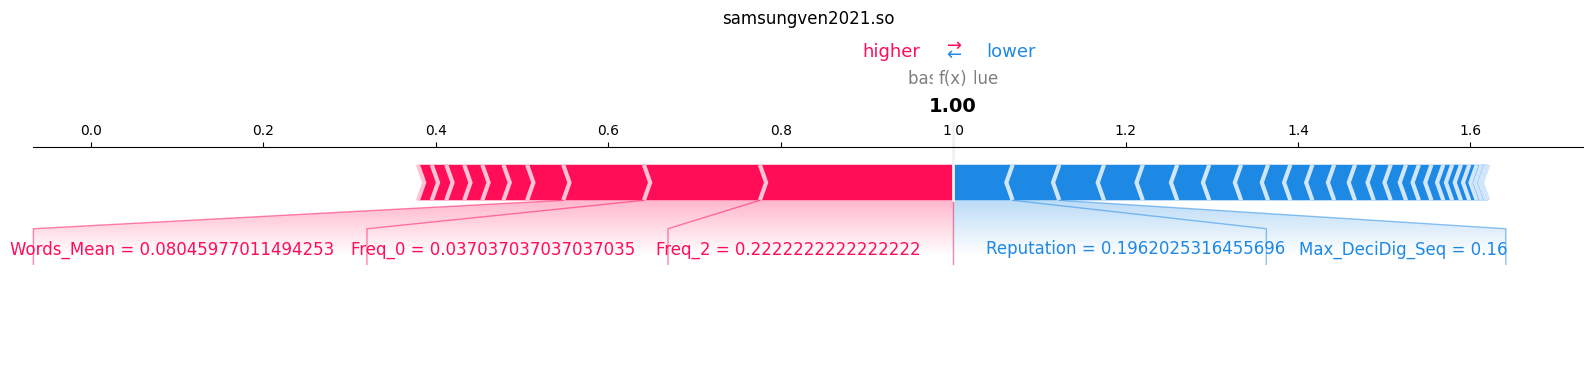 samsungven2021.so
higher ⇄ lower
f(x)
1.00
0.0 0.2 0.4 0.6 0.8 1.0 1.2 1.4 1.6
Words_Mean = 0.08045977011494253 Freq_0 = 0.037037037037037035 Freq_2 = 0.2222222222222222 Reputation = 0.1962025316455696 Max_DeciDig_Seq = 0.16